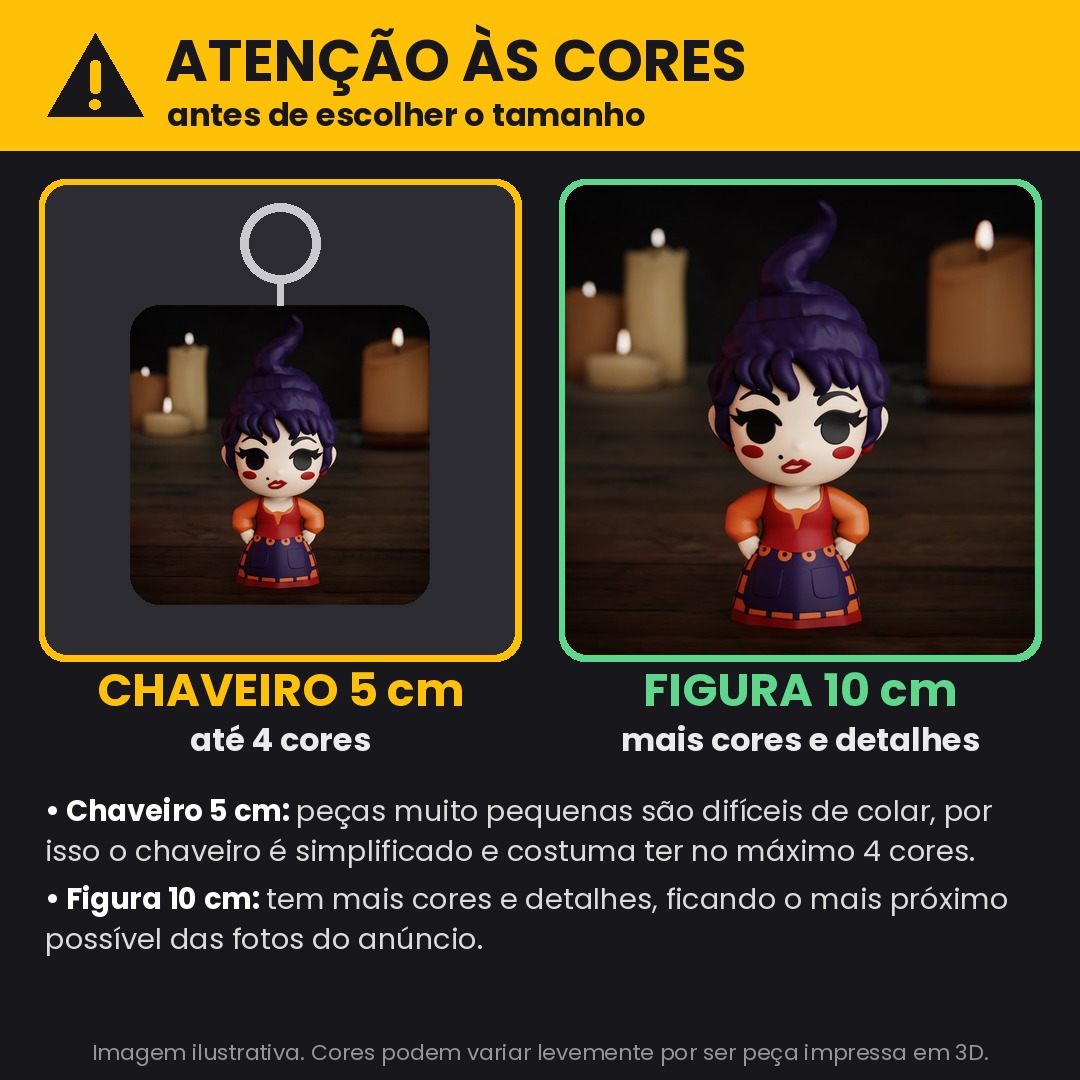 ATENÇÃO ÀS CORES
antes de escolher o tamanho
CHAVEIRO 5 cm
até 4 cores
FIGURA 10 cm
mais cores e detalhes
• Chaveiro 5 cm: peças muito pequenas são difíceis de colar, por
isso o chaveiro é simplificado e costuma ter no máximo 4 cores.
• Figura 10 cm: tem mais cores e detalhes, ficando o mais próximo
possível das fotos do anúncio.
Imagem ilustrativa. Cores podem variar levemente por ser peça impressa em 3D.